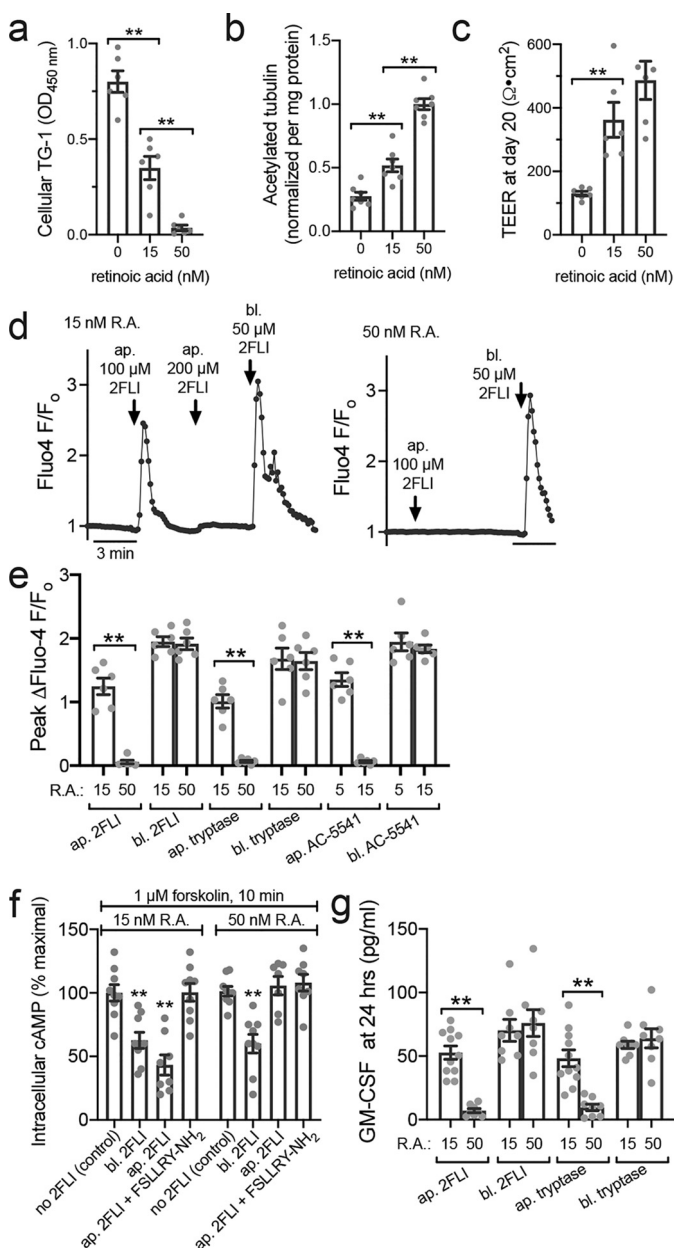 a
Cellular TG-1 (OD450 nm)
1.0
0.5
0.0
**
**
0 15 50
retinoic acid (nM)
b
Acetylated tubulin
(normalized per mg protein)
1.5
1.0
0.5
0.0
**
**
0 15 50
retinoic acid (nM)
c
TEER at day 20 (Ω•cm2)
600
400
200
0
**
0 15 50
retinoic acid (nM)
d
15 nM R.A.
ap.
100 µM
2FLI
ap.
200 µM
2FLI
bl.
50 µM
2FLI
Fluo4 F/Fo
4
3
2
1
3 min
50 nM R.A.
ap.
100 µM
2FLI
bl.
50 µM
2FLI
Fluo4 F/Fo
4
3
2
1
e
Peak ΔFluo-4 F/Fo
3
2
1
0
**
**
**
R.A.: 15 50 15 50 15 50 15 50 5 15 5 15
ap. 2FLI
bl. 2FLI
ap. tryptase
bl. tryptase
ap. AC-5541
bl. AC-5541
f
1 µM forskolin, 10 min
15 nM R.A.
50 nM R.A.
Intracellular cAMP (% maximal)
150
100
50
0
**
**
**
no 2FLI (control)
bl. 2FLI
ap. 2FLI
ap. 2FLI + FSLLRY-NH2
no 2FLI (control)
bl. 2FLI
ap. 2FLI
ap. 2FLI + FSLLRY-NH2
g
GM-CSF at 24 hrs (pg/ml)
150
100
50
0
**
**
R.A.: 15 50 15 50 15 50 15 50
ap. 2FLI
bl. 2FLI
ap. tryptase
bl. tryptase